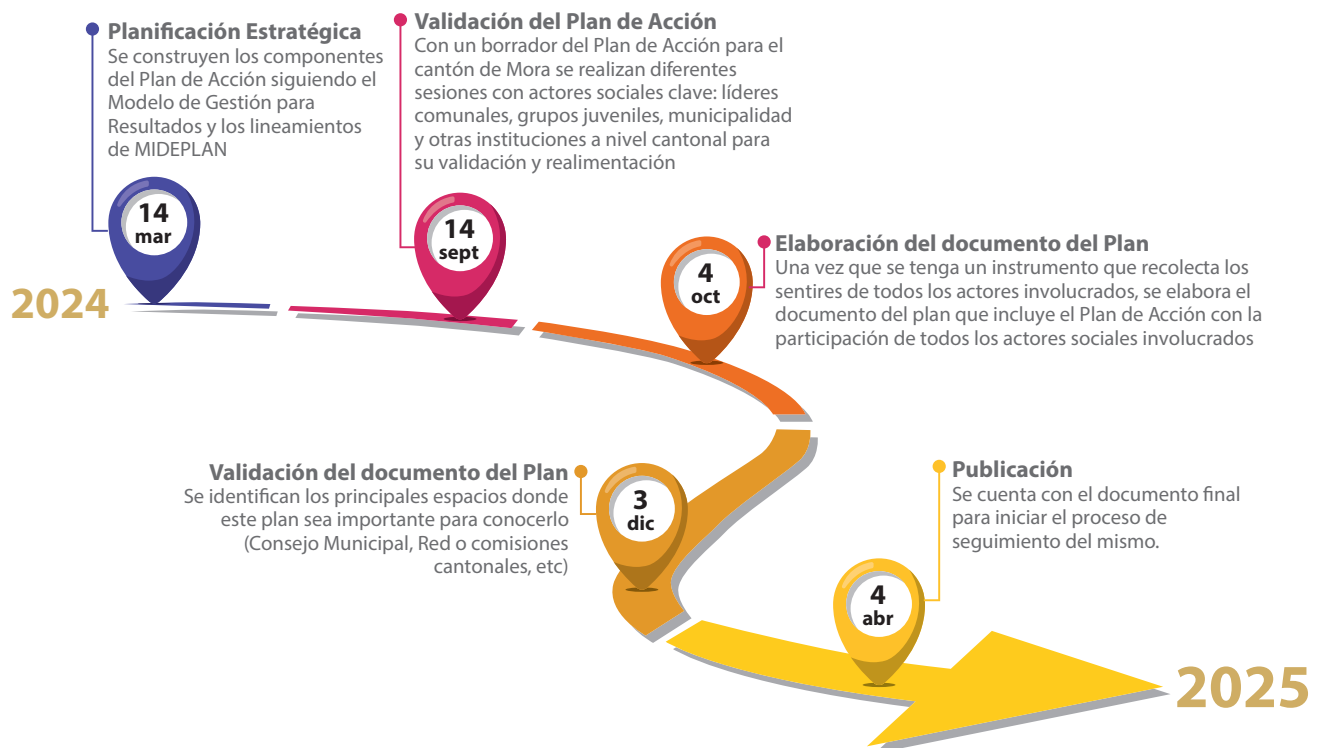 Planificación Estratégica
Se construyen los componentes
del Plan de Acción siguiendo el
Modelo de Gestión para
Resultados y los lineamientos
de MIDEPLAN
14
mar
Validación del Plan de Acción
Con un borrador del Plan de Acción para el
cantón de Mora se realizan diferentes
sesiones con actores sociales clave: líderes
comunales, grupos juveniles, municipalidad
y otras instituciones a nivel cantonal para
su validación y realimentación
14
sept
2024
Elaboración del documento del Plan
Una vez que se tenga un instrumento que recolecta los
sentires de todos los actores involucrados, se elabora el
documento del plan que incluye el Plan de Acción con la
participación de todos los actores sociales involucrados
4
oct
Validación del documento del Plan
Se identifican los principales espacios donde
este plan sea importante para conocerlo
(Consejo Municipal, Red o comisiones
cantonales, etc)
3
dic
Publicación
Se cuenta con el documento final
para iniciar el proceso de
seguimiento del mismo.
4
abr
2025